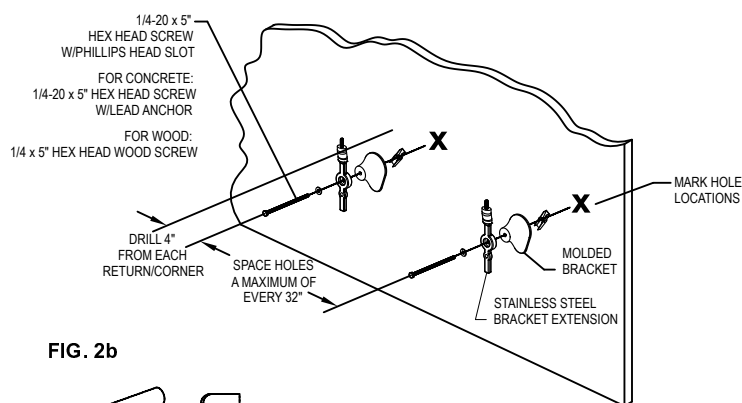 1/4-20 x 5"
HEX HEAD SCREW
W/PHILLIPS HEAD SLOT
FOR CONCRETE:
1/4-20 x 5" HEX HEAD SCREW
W/LEAD ANCHOR
FOR WOOD:
1/4 x 5" HEX HEAD WOOD SCREW
X
X
MARK HOLE
LOCATIONS
DRILL 4"
FROM EACH
RETURN/CORNER
SPACE HOLES
A MAXIMUM OF
EVERY 32"
MOLDED
BRACKET
STAINLESS STEEL
BRACKET EXTENSION
FIG. 2b